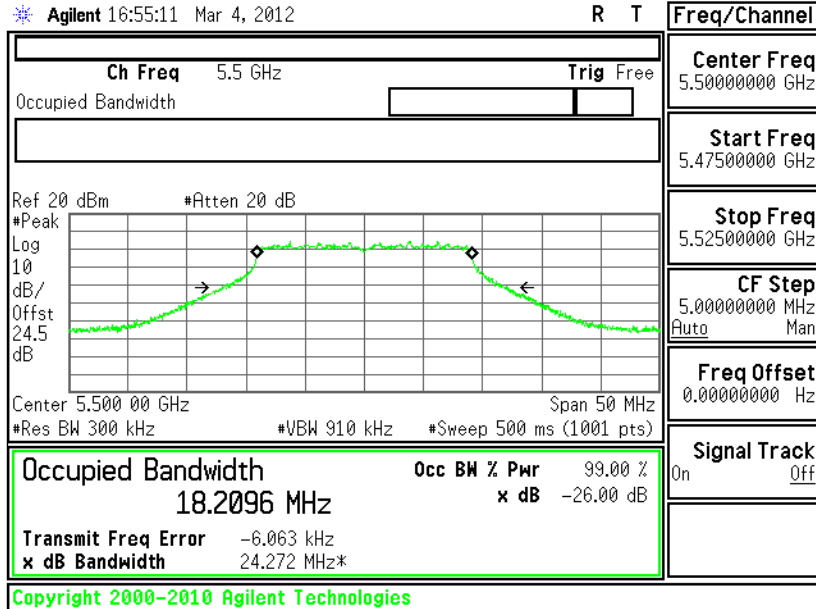 Agilent 16:55:11 Mar 4, 2012 R T
Freq/Channel
Ch Freq 5.5 GHz Trig Free
Occupied Bandwidth
Center Freq
5.50000000 GHz
Start Freq
5.47500000 GHz
Stop Freq
5.52500000 GHz
CF Step
5.00000000 MHz
Auto Man
Freq Offset
0.00000000 Hz
Signal Track
On Off
Ref 20 dBm #Atten 20 dB
#Peak
Log
10
dB/
Offst
24.5
dB
Center 5.500 00 GHz Span 50 MHz
#Res BW 300 kHz #VBW 910 kHz #Sweep 500 ms (1001 pts)
Occupied Bandwidth Occ BW % Pwr 99.00 %
18.2096 MHz x dB -26.00 dB
Transmit Freq Error -6.063 kHz
x dB Bandwidth 24.272 MHz*
Copyright 2000-2010 Agilent Technologies